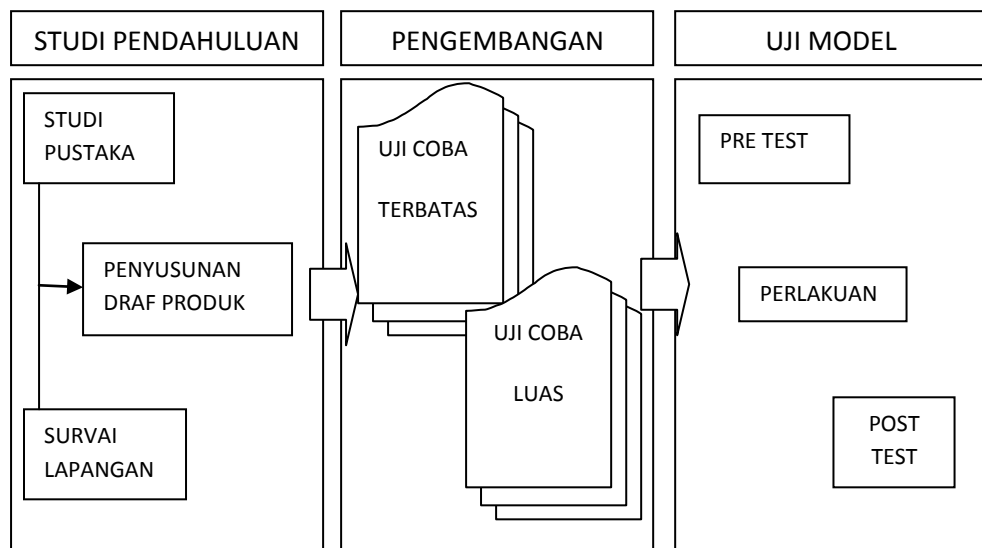 STUDI PENDAHULUAN
PENGEMBANGAN
UJI MODEL
STUDI
PUSTAKA
PENYUSUNAN
DRAF PRODUK
SURVAI
LAPANGAN
UJI COBA
TERBATAS
UJI COBA
LUAS
PRE TEST
PERLAKUAN
POST
TEST